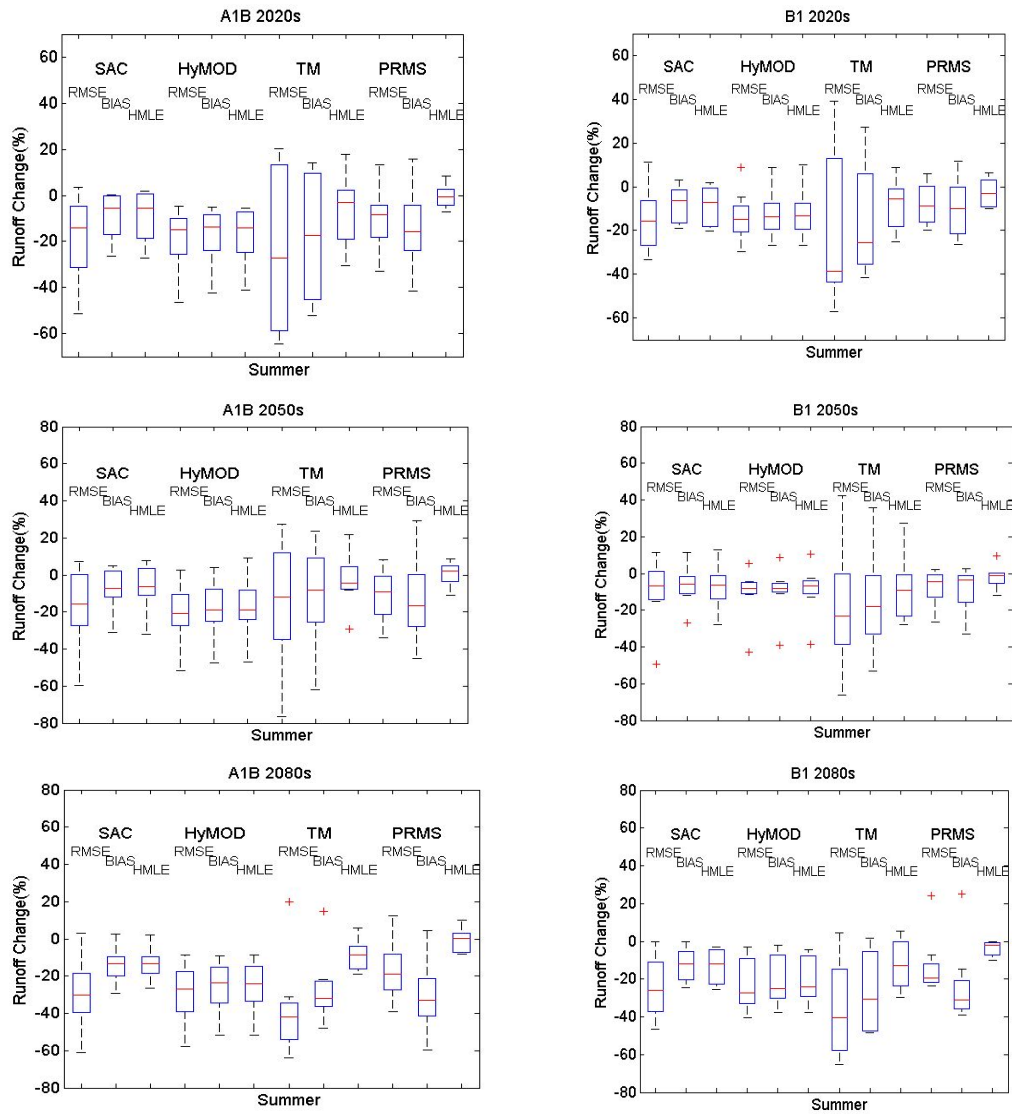 A1B 2020s
60
40
20
0
-20
-40
-60
Runoff Change(%)
SAC HyMOD TM PRMS
RMSE BIAS HMLE RMSE BIAS HMLE RMSE BIAS HMLE RMSE BIAS HMLE
Summer
B1 2020s
60
40
20
0
-20
-40
-60
Runoff Change(%)
SAC HyMOD TM PRMS
RMSE BIAS HMLE RMSE BIAS HMLE RMSE BIAS HMLE RMSE BIAS HMLE
Summer
A1B 2050s
80
60
40
20
0
-20
-40
-60
-80
Runoff Change(%)
SAC HyMOD TM PRMS
RMSE BIAS HMLE RMSE BIAS HMLE RMSE BIAS HMLE RMSE BIAS HMLE
Summer
B1 2050s
80
60
40
20
0
-20
-40
-60
-80
Runoff Change(%)
SAC HyMOD TM PRMS
RMSE BIAS HMLE RMSE BIAS HMLE RMSE BIAS HMLE RMSE BIAS HMLE
Summer
A1B 2080s
80
60
40
20
0
-20
-40
-60
-80
Runoff Change(%)
SAC HyMOD TM PRMS
RMSE BIAS HMLE RMSE BIAS HMLE RMSE BIAS HMLE RMSE BIAS HMLE
Summer
B1 2080s
80
60
40
20
0
-20
-40
-60
-80
Runoff Change(%)
SAC HyMOD TM PRMS
RMSE BIAS HMLE RMSE BIAS HMLE RMSE BIAS HMLE RMSE BIAS HMLE
Summer